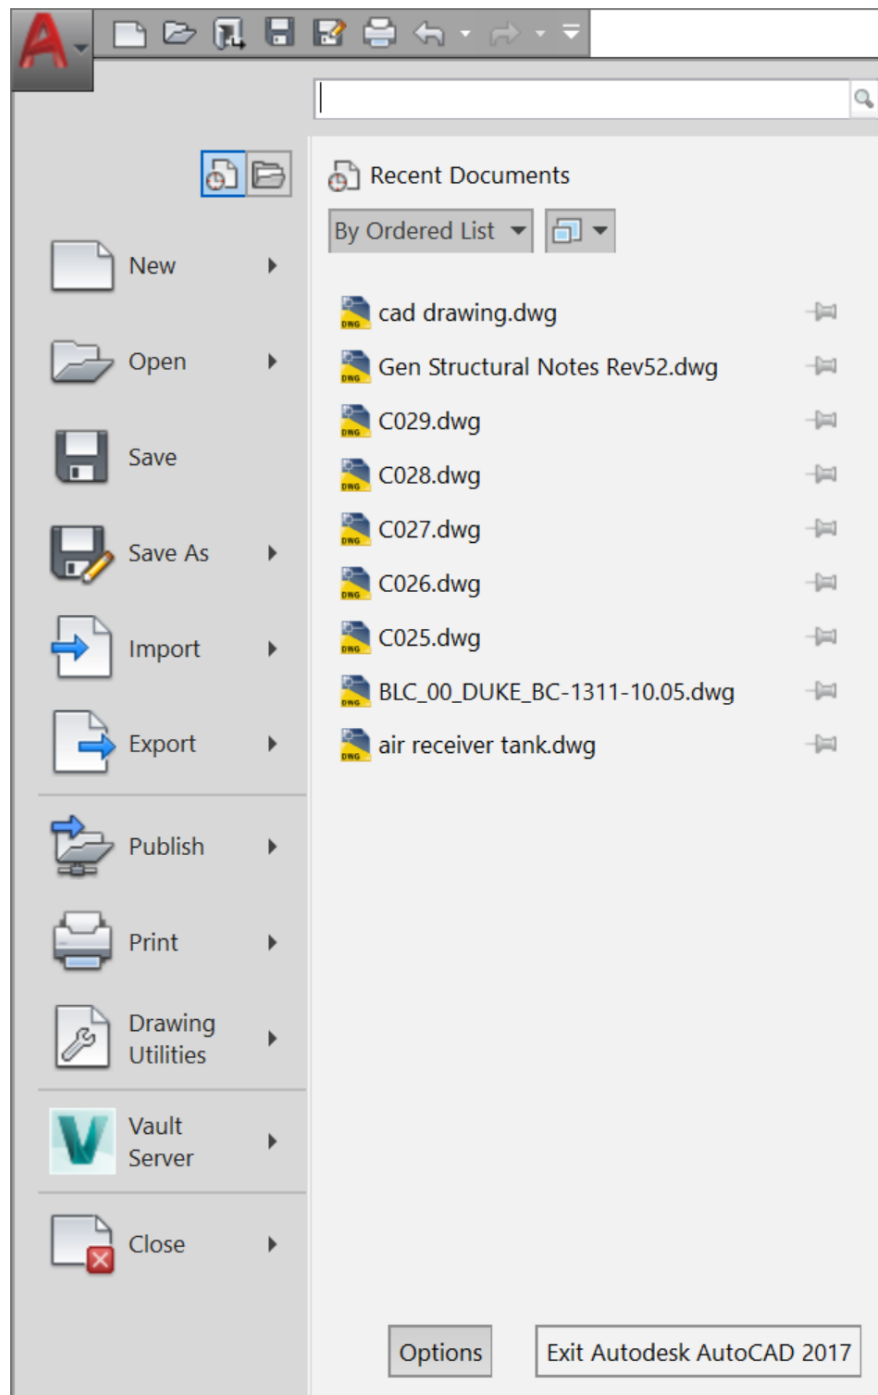 Recent Documents
By Ordered List
New
Open
Save
Save As
Import
Export
Publish
Print
Drawing
Utilities
Vault
Server
Close
cad drawing.dwg
Gen Structural Notes Rev52.dwg
C029.dwg
C028.dwg
C027.dwg
C026.dwg
C025.dwg
BLC_00_DUKE_BC-1311-10.05.dwg
air receiver tank.dwg
Options
Exit Autodesk AutoCAD 2017